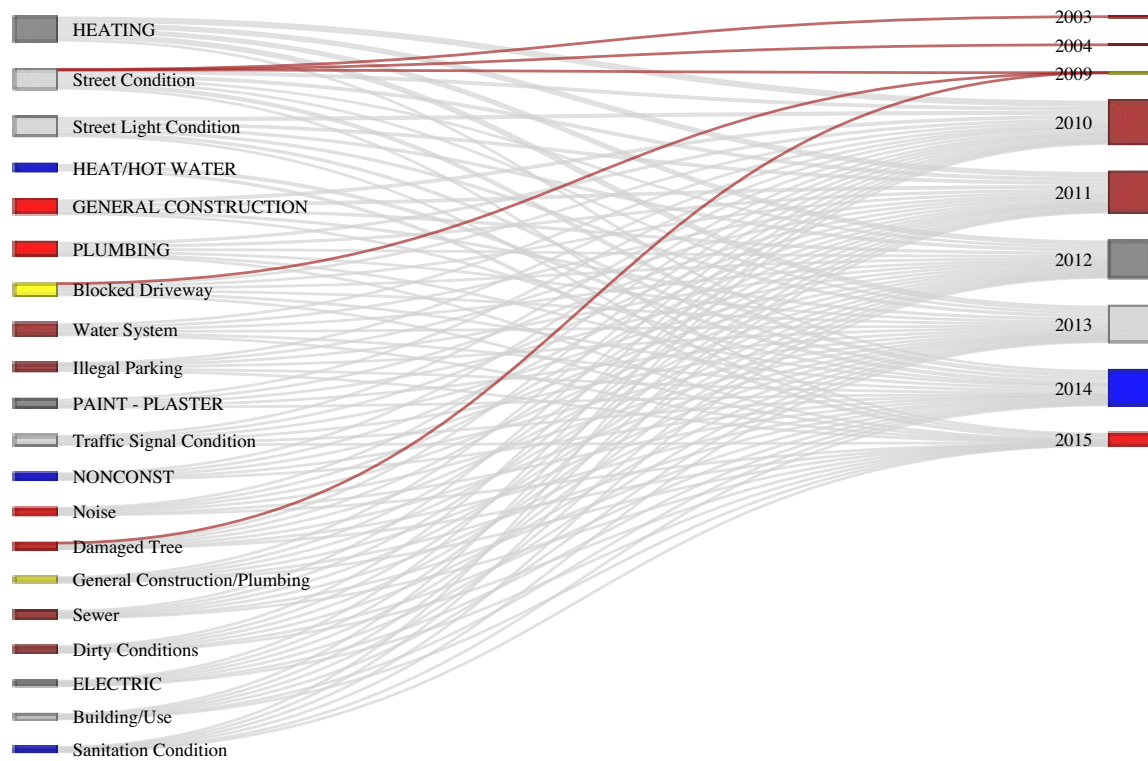 HEATING
Street Condition
Street Light Condition
HEAT/HOT WATER
GENERAL CONSTRUCTION
PLUMBING
Blocked Driveway
Water System
Illegal Parking
PAINT - PLASTER
Traffic Signal Condition
NONCONST
Noise
Damaged Tree
General Construction/Plumbing
Sewer
Dirty Conditions
ELECTRIC
Building/Use
Sanitation Condition
2003
2004
2009
2010
2011
2012
2013
2014
2015